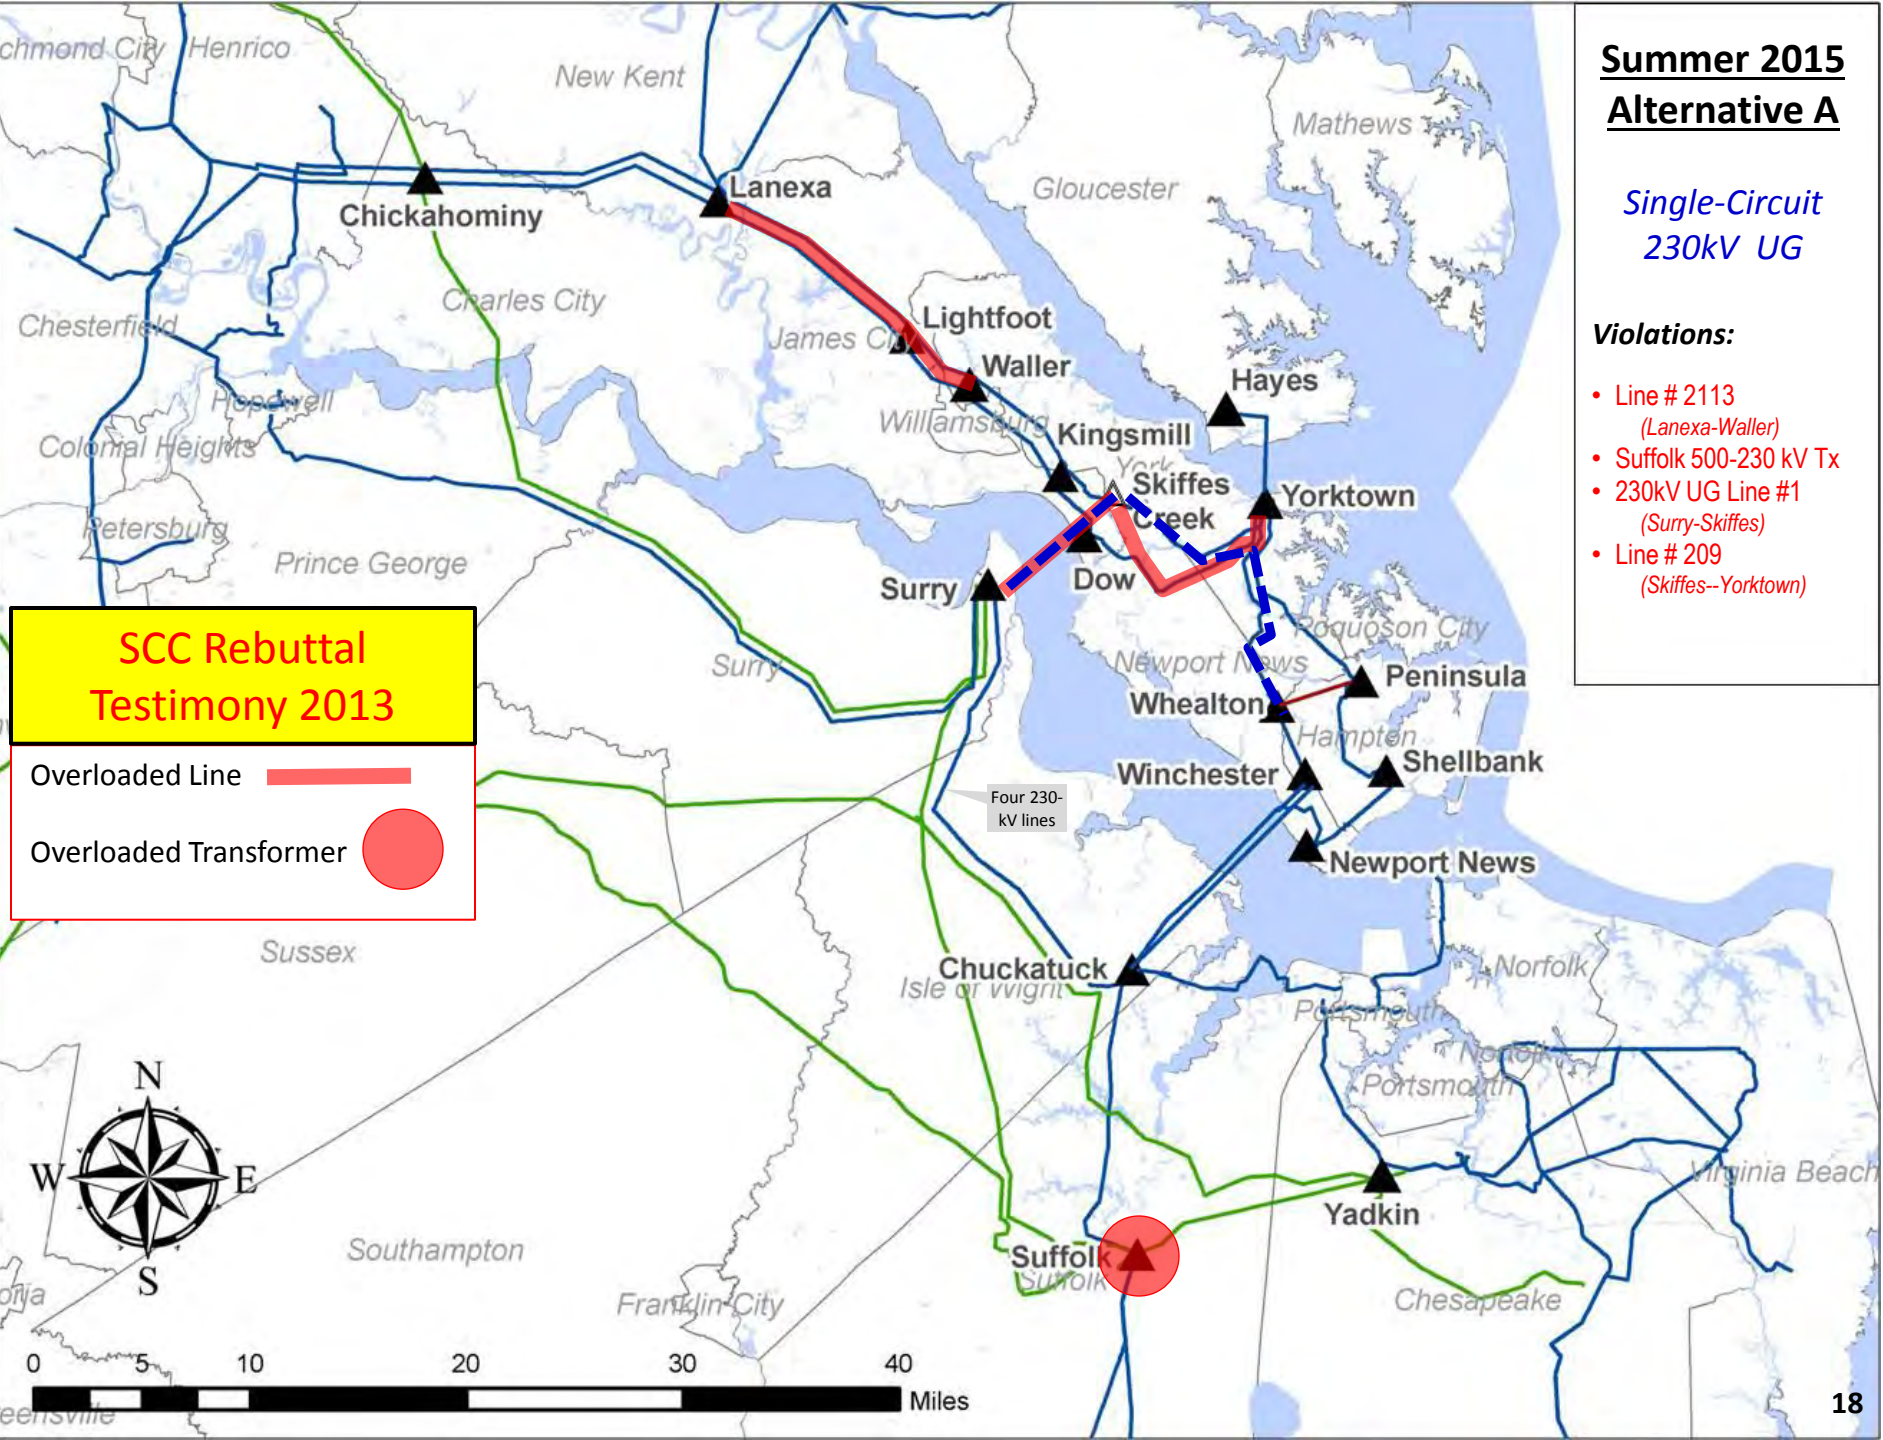 Summer 2015
Alternative A
Single-Circuit
230kV UG
Violations:
• Line # 2113
(Lanexa-Waller)
• Suffolk 500-230 kV Tx
• 230kV UG Line #1
(Surry-Skiffes)
• Line # 209
(Skiffes--Yorktown)
chmond City
Henrico
New Kent
Mathews
Gloucester
Lanexa
Chickahominy
Charles City
Chesterfield
James City
Lightfoot
Waller
Hayes
Hopewell
Colonial Heights
Williamsburg
Kingsmill
York
Skiffes
Creek
Yorktown
Petersburg
Prince George
Dow
Surry
Poquoson City
Surry
Newport News
Peninsula
Whealton
Hampton
Winchester
Shellbank
Newport News
SCC Rebuttal
Testimony 2013
Overloaded Line
Overloaded Transformer
Four 230-
kV lines
Sussex
Chuckatuck
Isle of Wight
Norfolk
Portsmouth
Norfolk
Portsmouth
Virginia Beach
N
W
E
S
Yadkin
Southampton
Suffolk
Suffolk
Franklin City
Chesapeake
oria
0
5
10
20
30
40
Miles
eensville
18